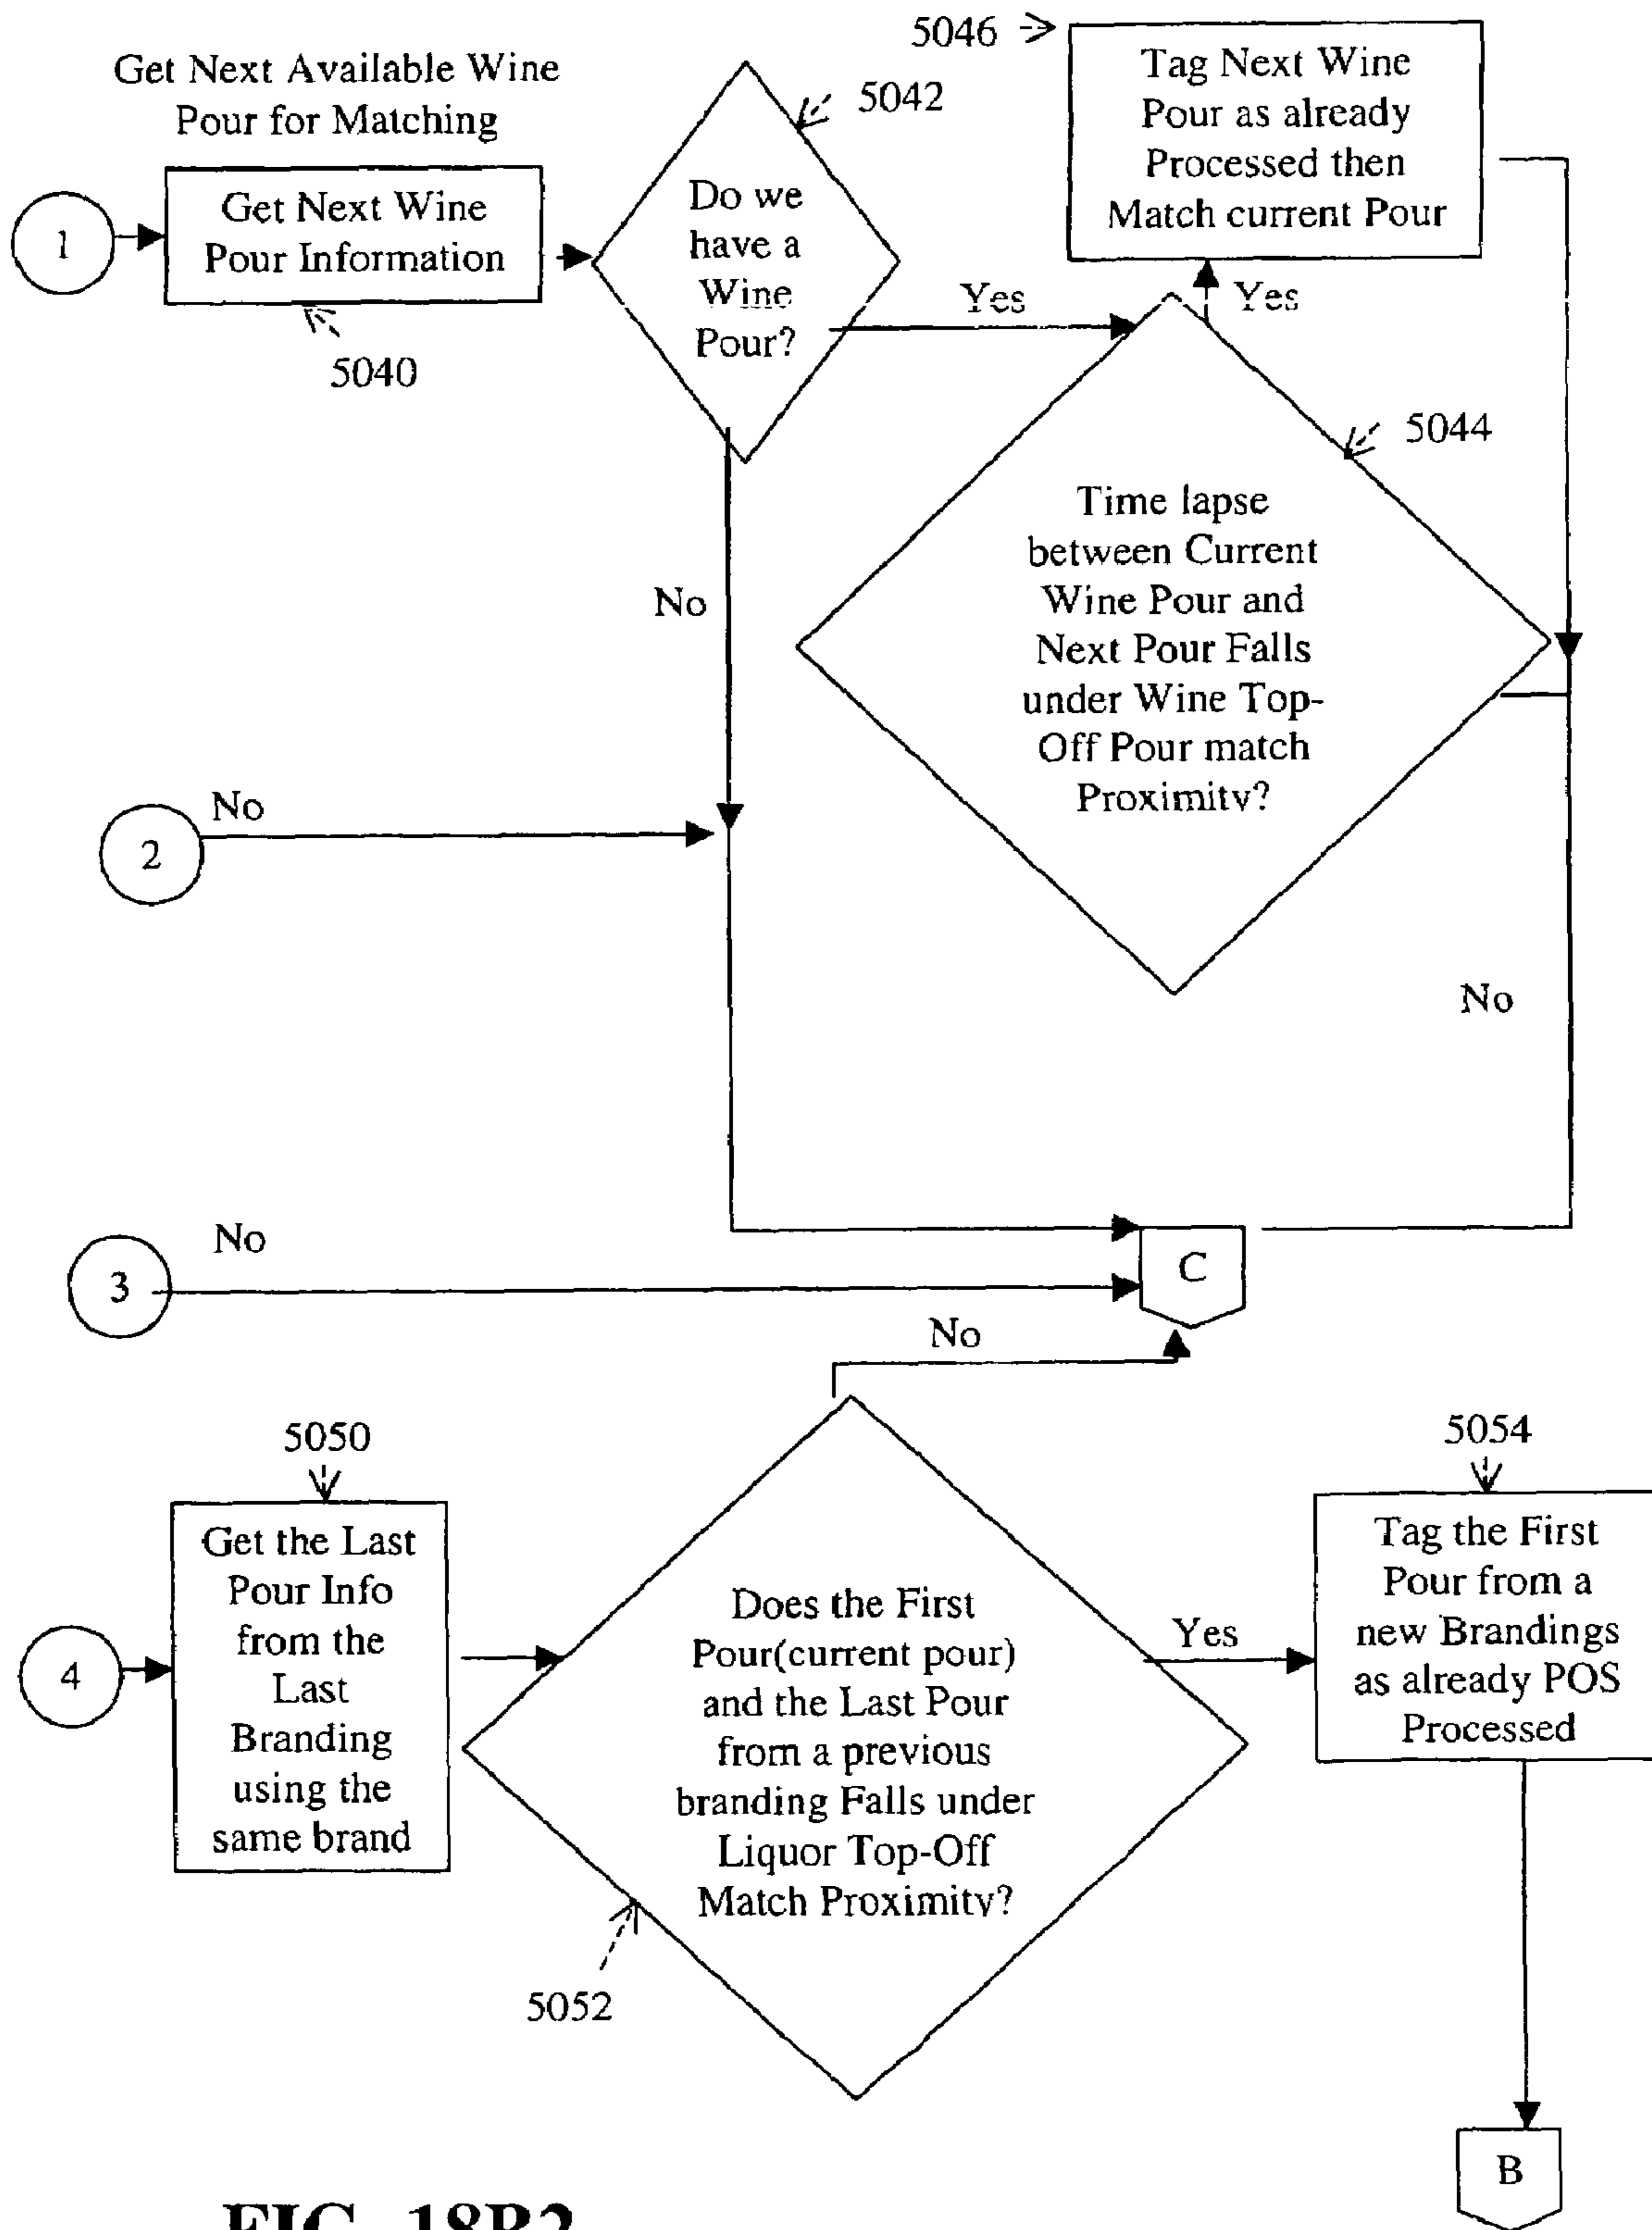 5046
Tag Next Wine
Pour as already
Processed then
Match current Pour
Get Next Available Wine
Pour for Matching
5042
1
Get Next Wine
Pour Information
5040
Do we
have a
Wine
Pour?
Yes
Yes
5044
Time lapse
between Current
Wine Pour and
Next Pour Falls
under Wine Top-
Off Pour match
Proximity?
No
2
No
No
3
No
C
No
4
5050
Get the Last
Pour Info
from the
Last
Branding
using the
same brand
Does the First
Pour(current pour)
and the Last Pour
from a previous
branding Falls under
Liquor Top-Off
Match Proximity?
5052
Yes
5054
Tag the First
Pour from a
new Brandings
as already POS
Processed
B
FIG. 18B2